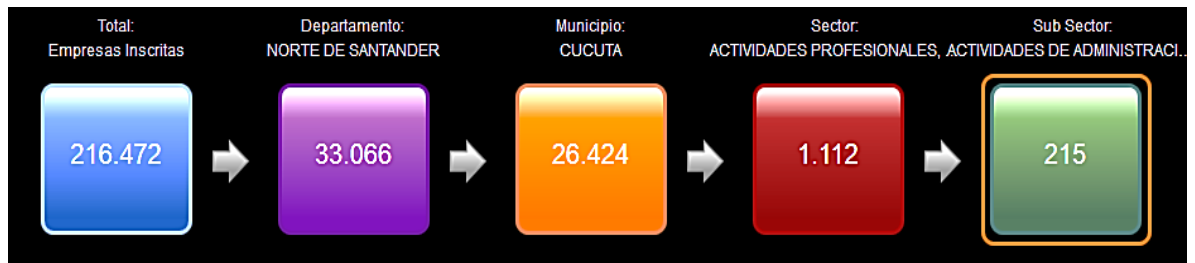 Total:
Empresas Inscritas
Departamento:
NORTE DE SANTANDER
Municipio:
CUCUTA
Sector:
ACTIVIDADES PROFESIONALES,
Sub Sector:
ACTIVIDADES DE ADMINISTRACI...
216.472
33.066
26.424
1.112
215